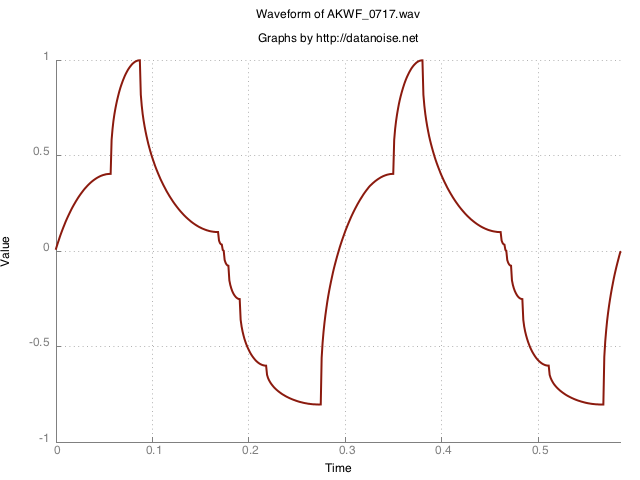 Waveform of AKWF_0717.wav
Graphs by http://datanoise.net
1
0.5
0
-0.5
-1
Value
0 0.1 0.2 0.3 0.4 0.5
Time